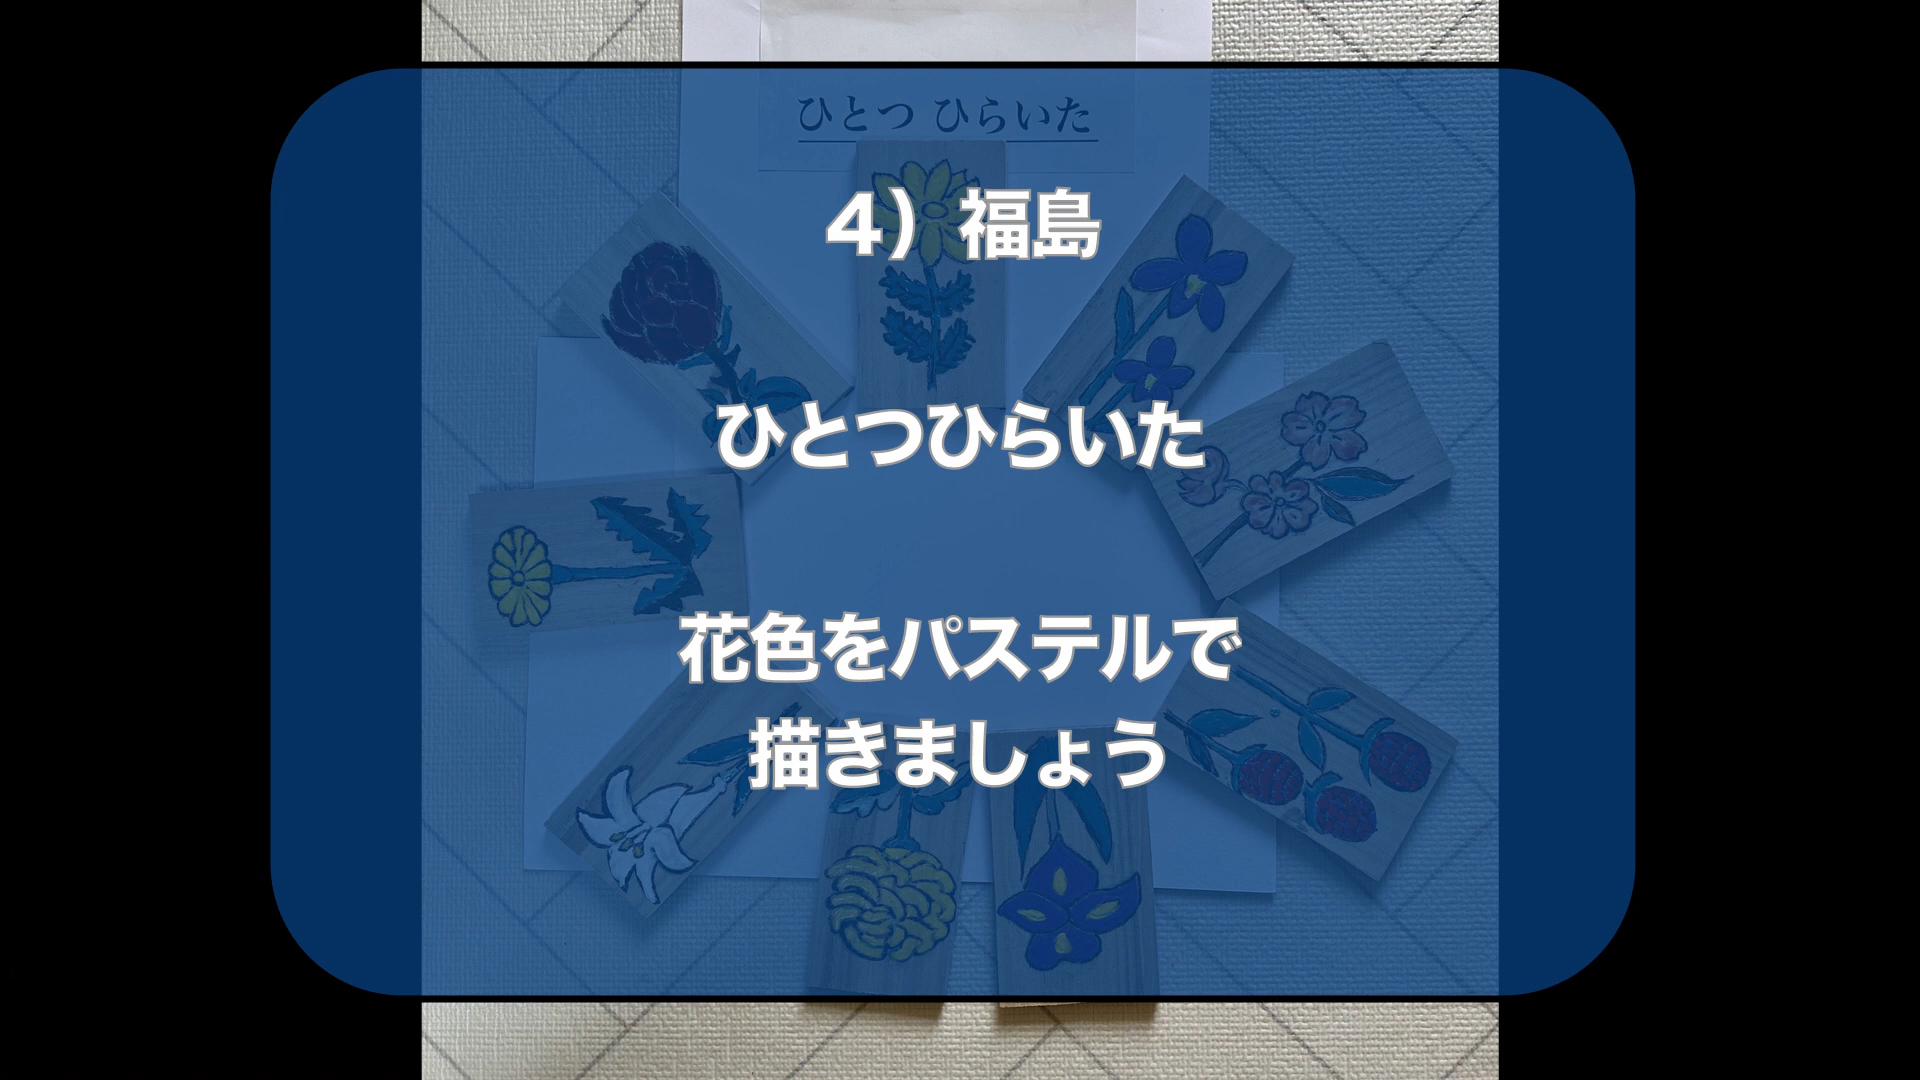 ひとつ ひらいた
4）福島
ひとつひらいた
花色をパステルで
描きましょう